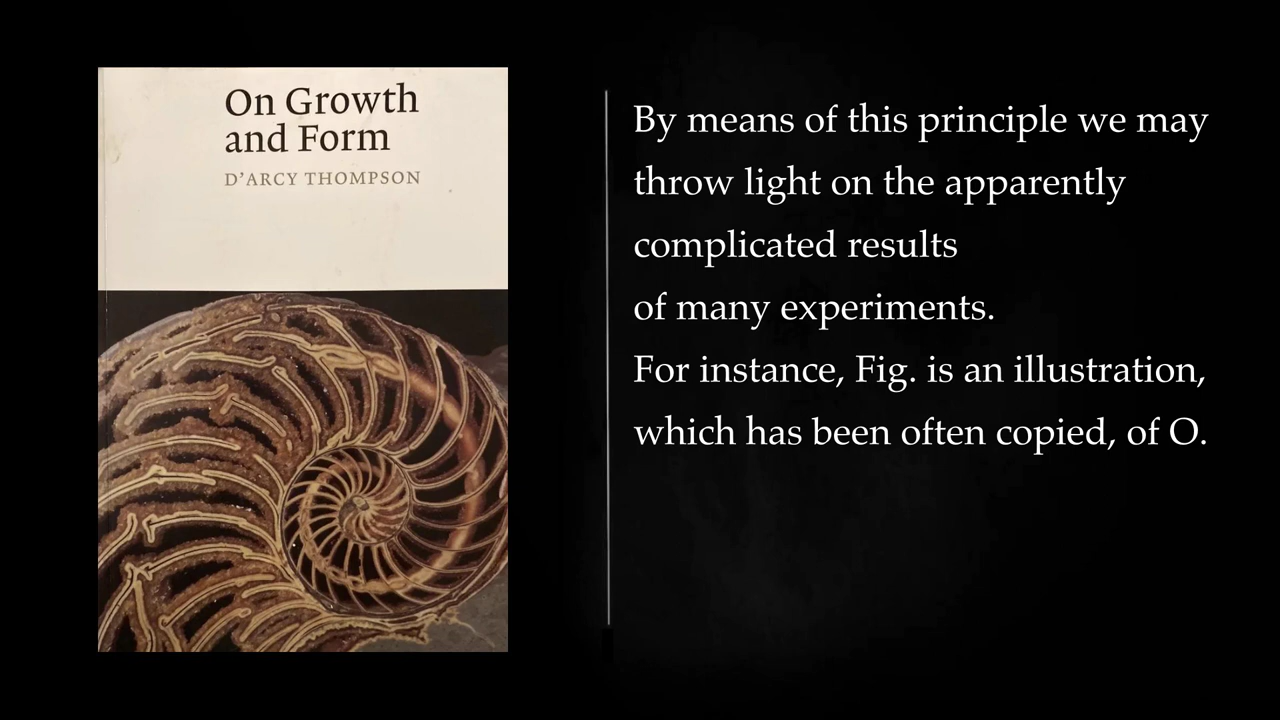 On Growth
and Form
D'ARCY THOMPSON
By means of this principle we may
throw light on the apparently
complicated results
of many experiments.
For instance, Fig. is an illustration,
which has been often copied, of O.